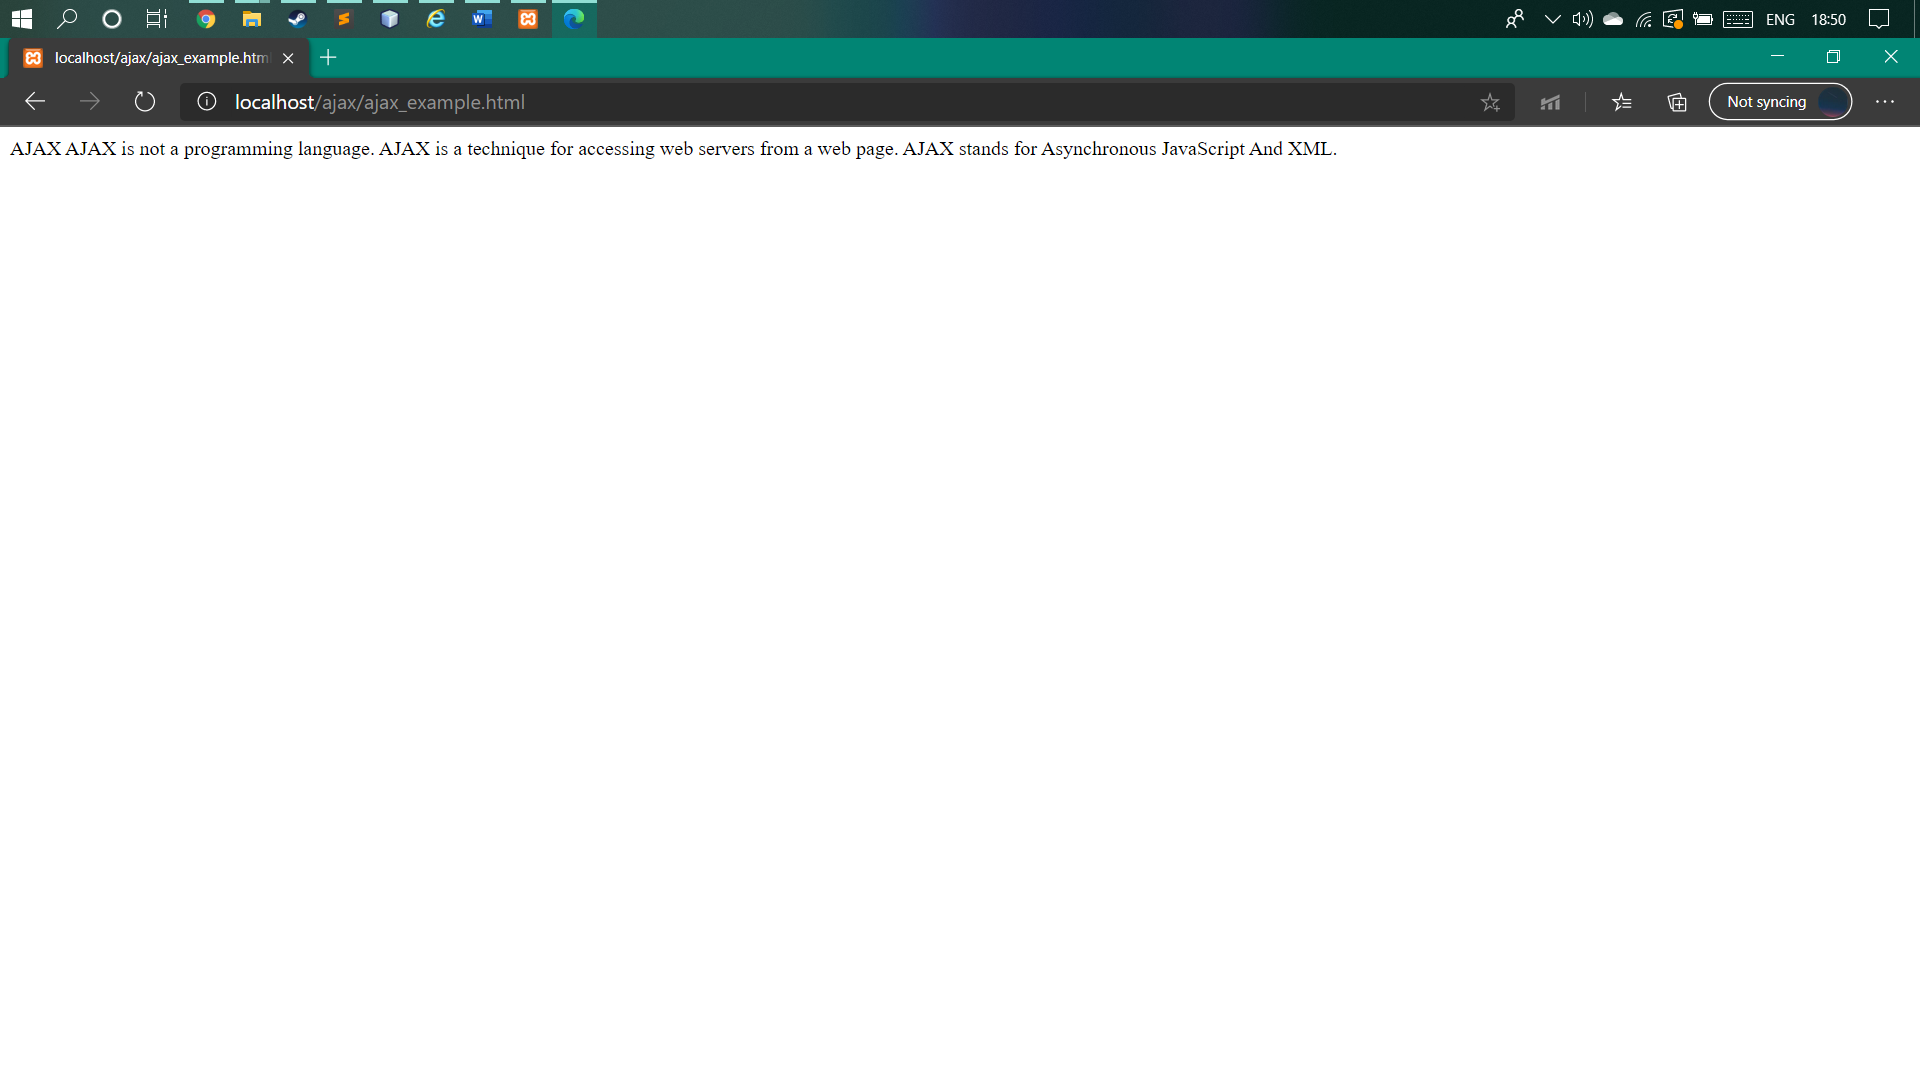 ENG 18:50
localhost/ajax/ajax_example.htm
localhost/ajax/ajax_example.html
Not syncing
AJAX AJAX is not a programming language. AJAX is a technique for accessing web servers from a web page. AJAX stands for Asynchronous JavaScript And XML.